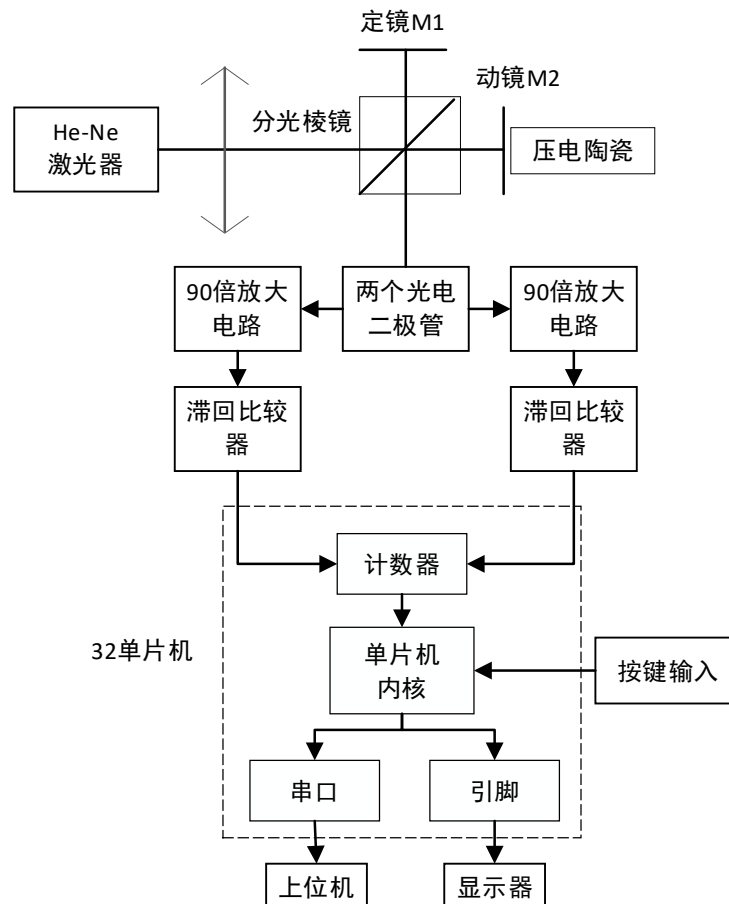 定镜M1
动镜M2
He-Ne
激光器
分光棱镜
压电陶瓷
90倍放大
电路
两个光电
二极管
90倍放大
电路
滞回比较
器
滞回比较
器
计数器
32单片机
单片机
内核
按键输入
串口
引脚
上位机
显示器